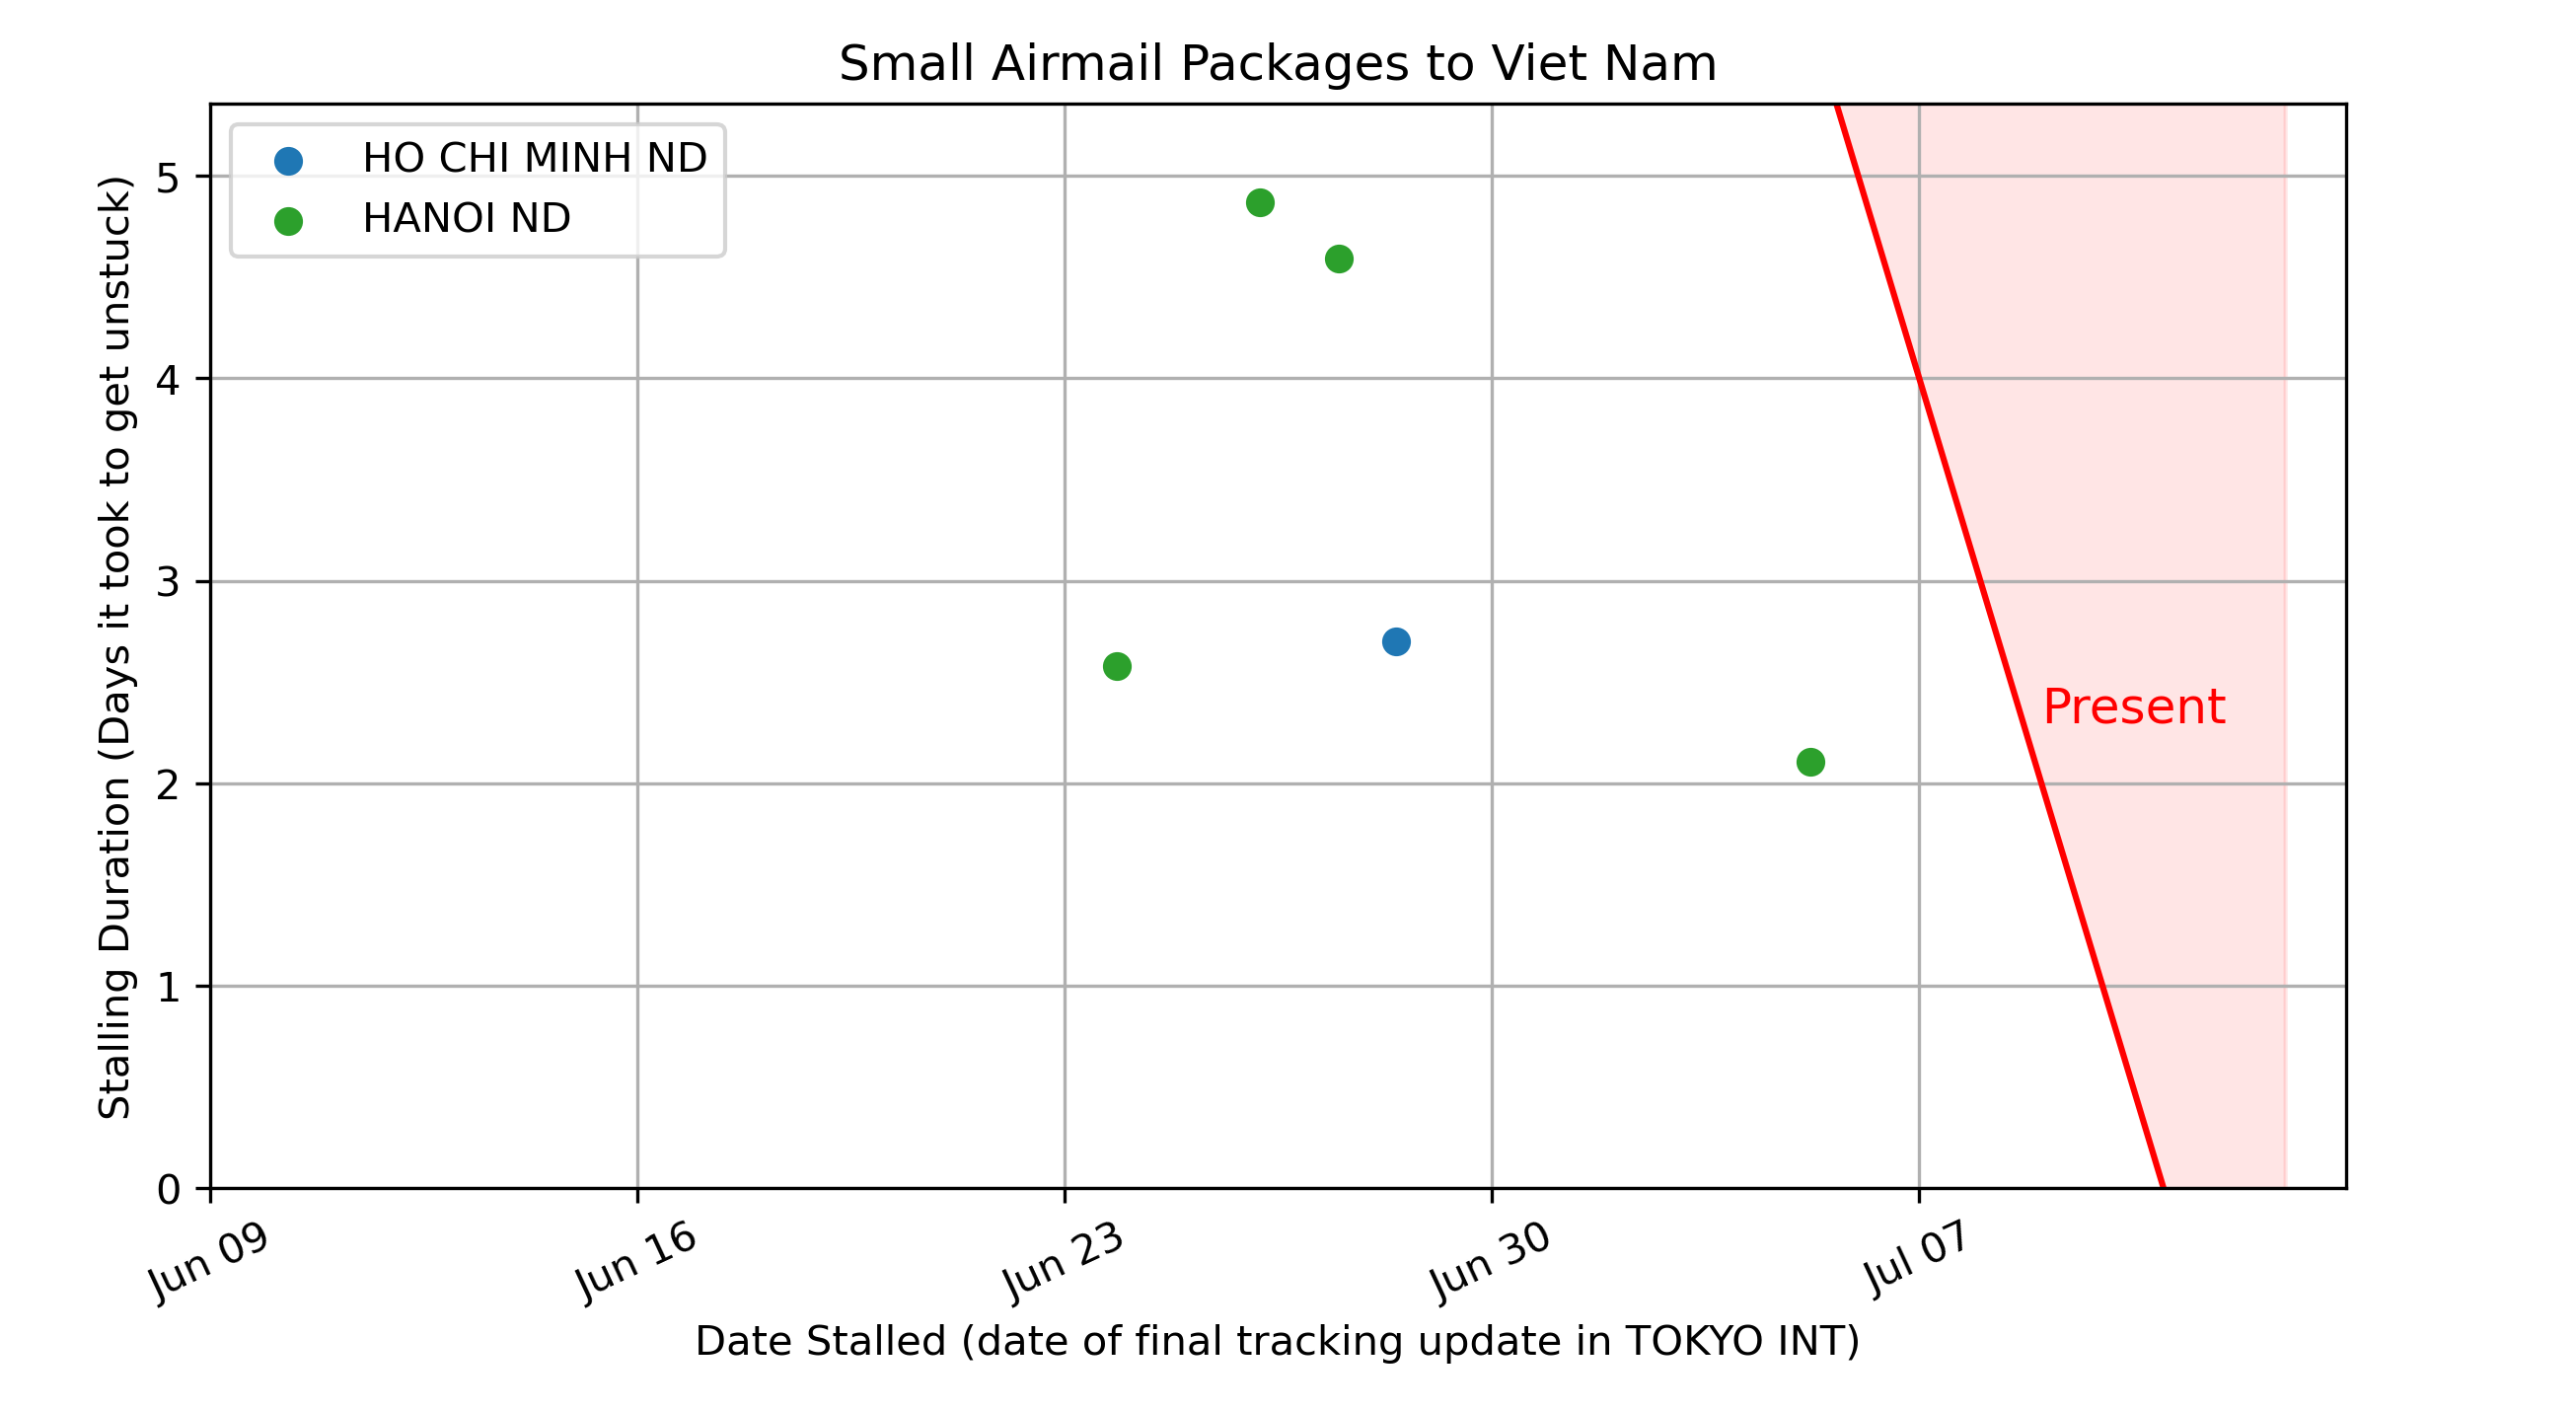 Small Airmail Packages to Viet Nam
HO CHI MINH ND
HANOI ND
Stalling Duration (Days it took to get unstuck)
5
4
3
2
1
0
Present
Jun 09
Jun 16
Jun 23
Jun 30
Jul 07
Date Stalled (date of final tracking update in TOKYO INT)